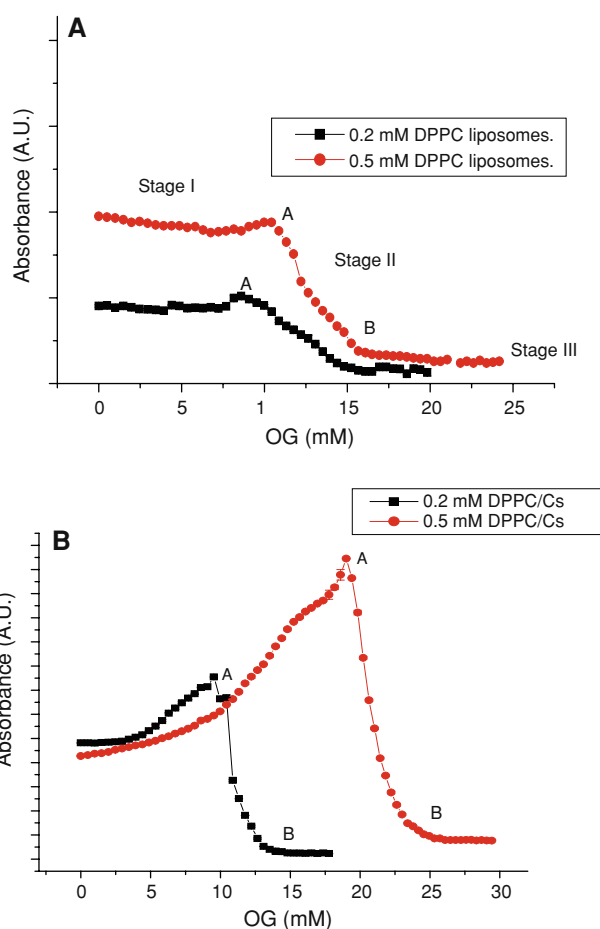 A
Absorbance (A.U.)
0.2 mM DPPC liposomes.
0.5 mM DPPC liposomes.
Stage I
A
Stage II
A
B
Stage III
0 5 1 15 20 25
OG (mM)
B
Absorbance (A.U.)
0.2 mM DPPC/Cs
0.5 mM DPPC/Cs
A
A
B
B
0 5 10 15 20 25 30
OG (mM)